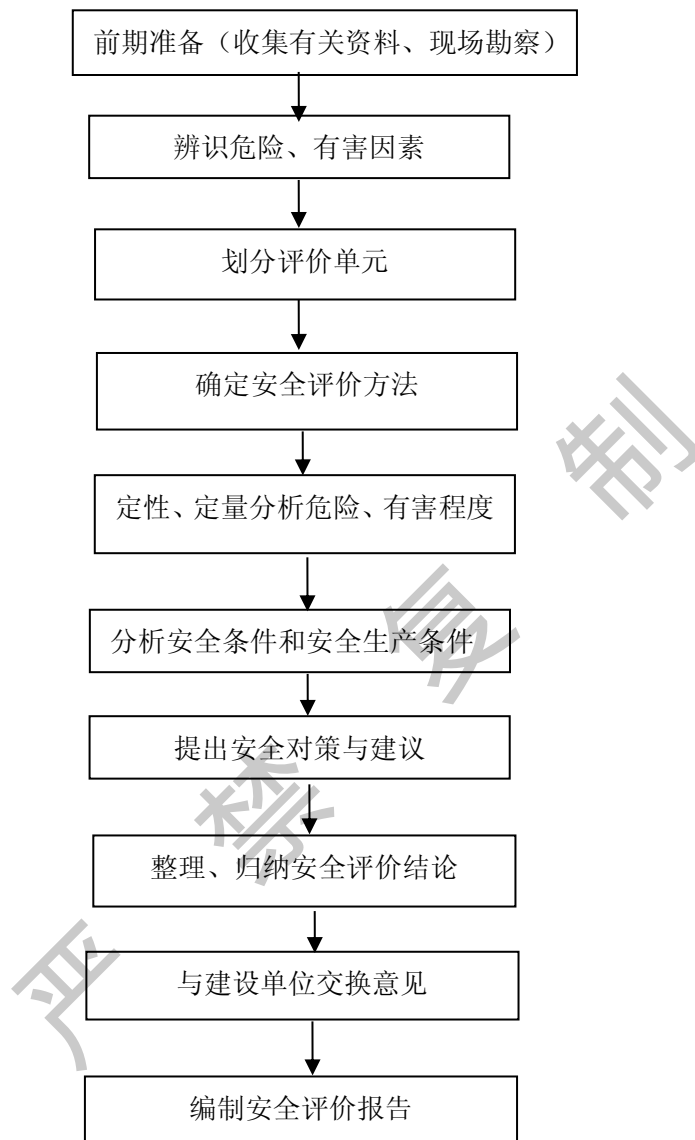 前期准备（收集有关资料、现场勘察）
辨识危险、有害因素
划分评价单元
确定安全评价方法
定性、定量分析危险、有害程度
分析安全条件和安全生产条件
提出安全对策与建议
整理、归纳安全评价结论
与建设单位交换意见
编制安全评价报告
严禁复制